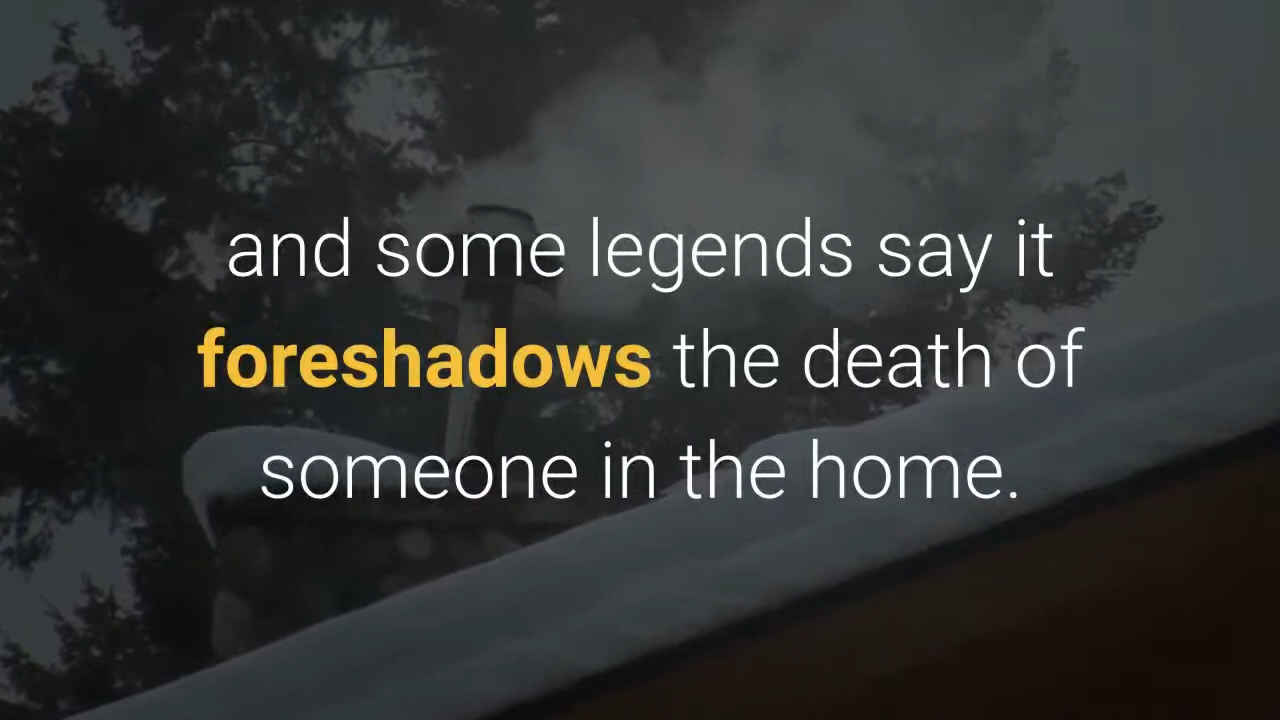 and some legends say it
foreshadows the death of
someone in the home.